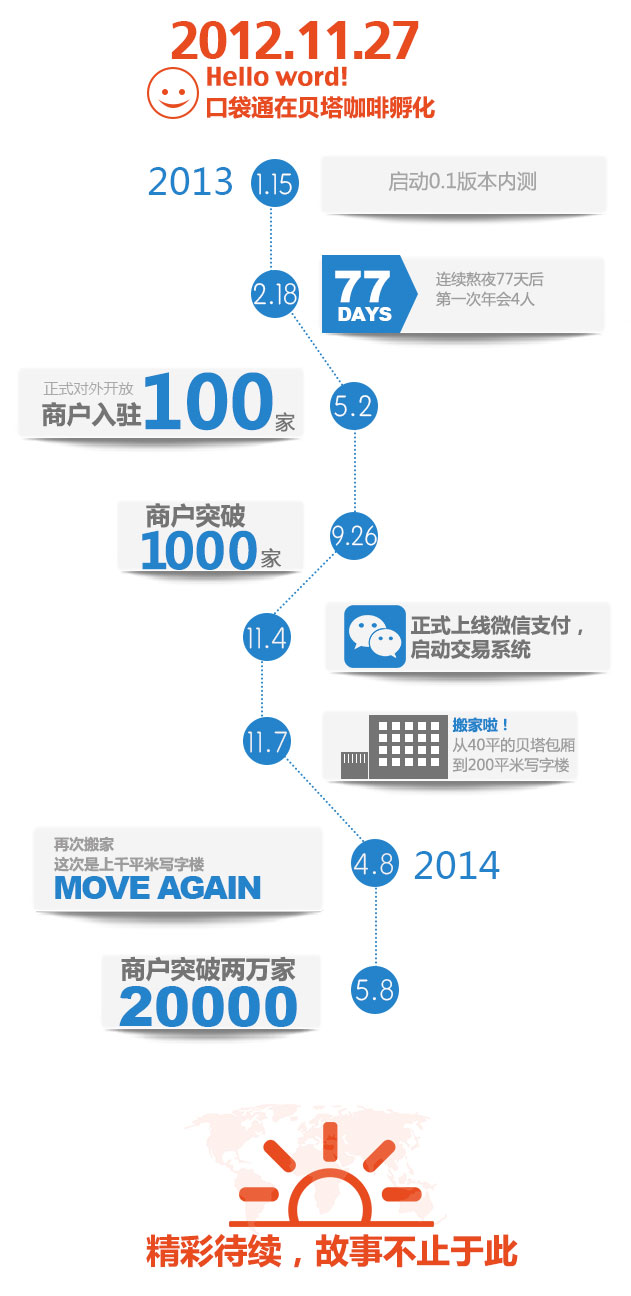 2012.11.27
Hello word!
口袋通在贝塔咖啡孵化
2013
1.15
启动0.1版本内测
2.18
77
DAYS
连续熬夜77天后
第一次年会4人
正式对外开放
商户入驻100家
5.2
商户突破
1000家
9.26
11.4
正式上线微信支付，
启动交易系统
11.7
搬家啦！
从40平的贝塔包厢
到200平米写字楼
再次搬家
这次是上千平米写字楼
MOVE AGAIN
4.8
2014
商户突破两万家
20000
5.8
精彩待续，故事不止于此